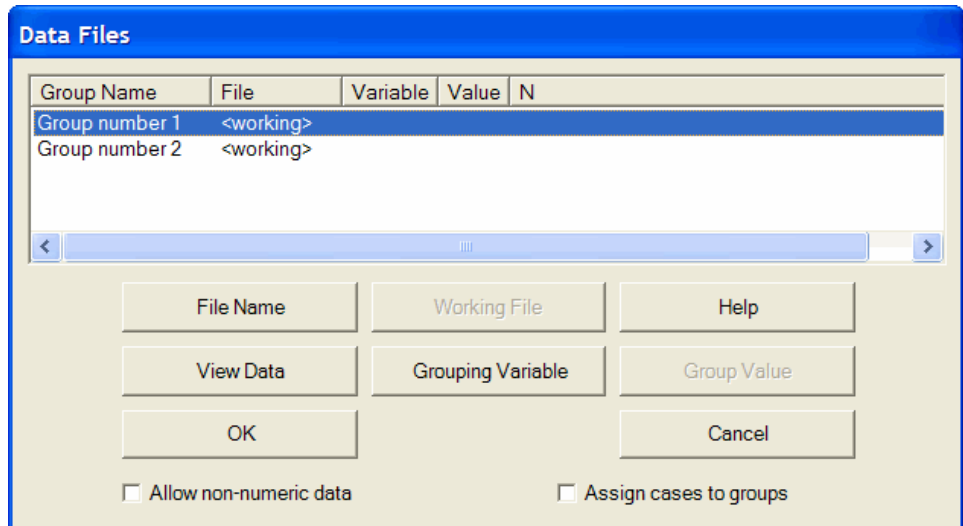 Data Files
Group Name File Variable Value N
Group number 1 <working>
Group number 2 <working>
File Name Working File Help
View Data Grouping Variable Group Value
OK Cancel
Allow non-numeric data Assign cases to groups